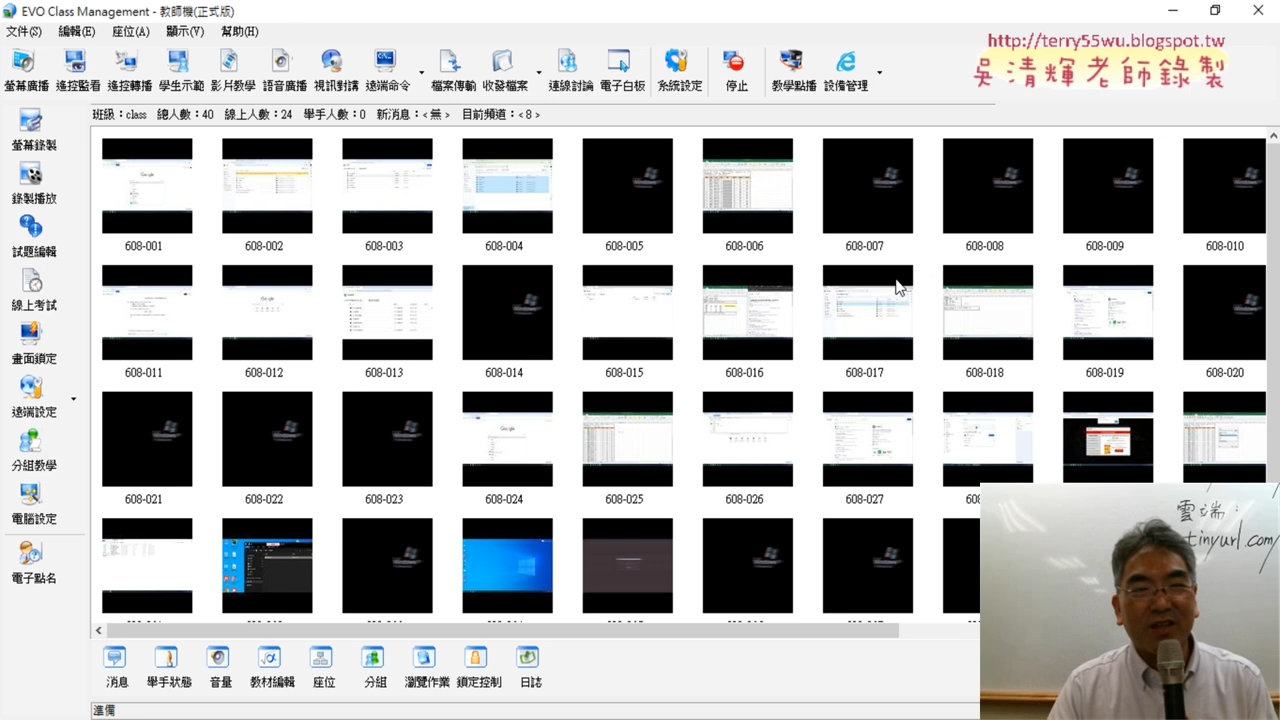 EVO Class Management - 教師機(正式版)
文件(S) 編輯(E) 座位(A) 顯示(V) 幫助(H)
http://terry55wu.blogspot.tw
吳清輝老師錄製
螢幕廣播 遠控監看 遠控轉播 學生示範 影片教學 語音廣播 視訊對講 遠端命令 檔案傳輸 收發檔案 連線討論 電子白板 系統設定 停止 教學點播 設備管理
班級：class 總人數：40 線上人數：24 舉手人數：0 新消息：<無> 目前頻道：<8>
螢幕錄製
錄製播放
試題編輯
線上考試
畫面鎖定
遠端設定
分組教學
電腦設定
電子點名
608-001 608-002 608-003 608-004 608-005 608-006 608-007 608-008 608-009 608-010
608-011 608-012 608-013 608-014 608-015 608-016 608-017 608-018 608-019 608-020
608-021 608-022 608-023 608-024 608-025 608-026 608-027
雲端：
tinyurl.com/
消息 舉手狀態 音量 教材編輯 座位 分組 瀏覽作業 鎖定控制 日誌
準備